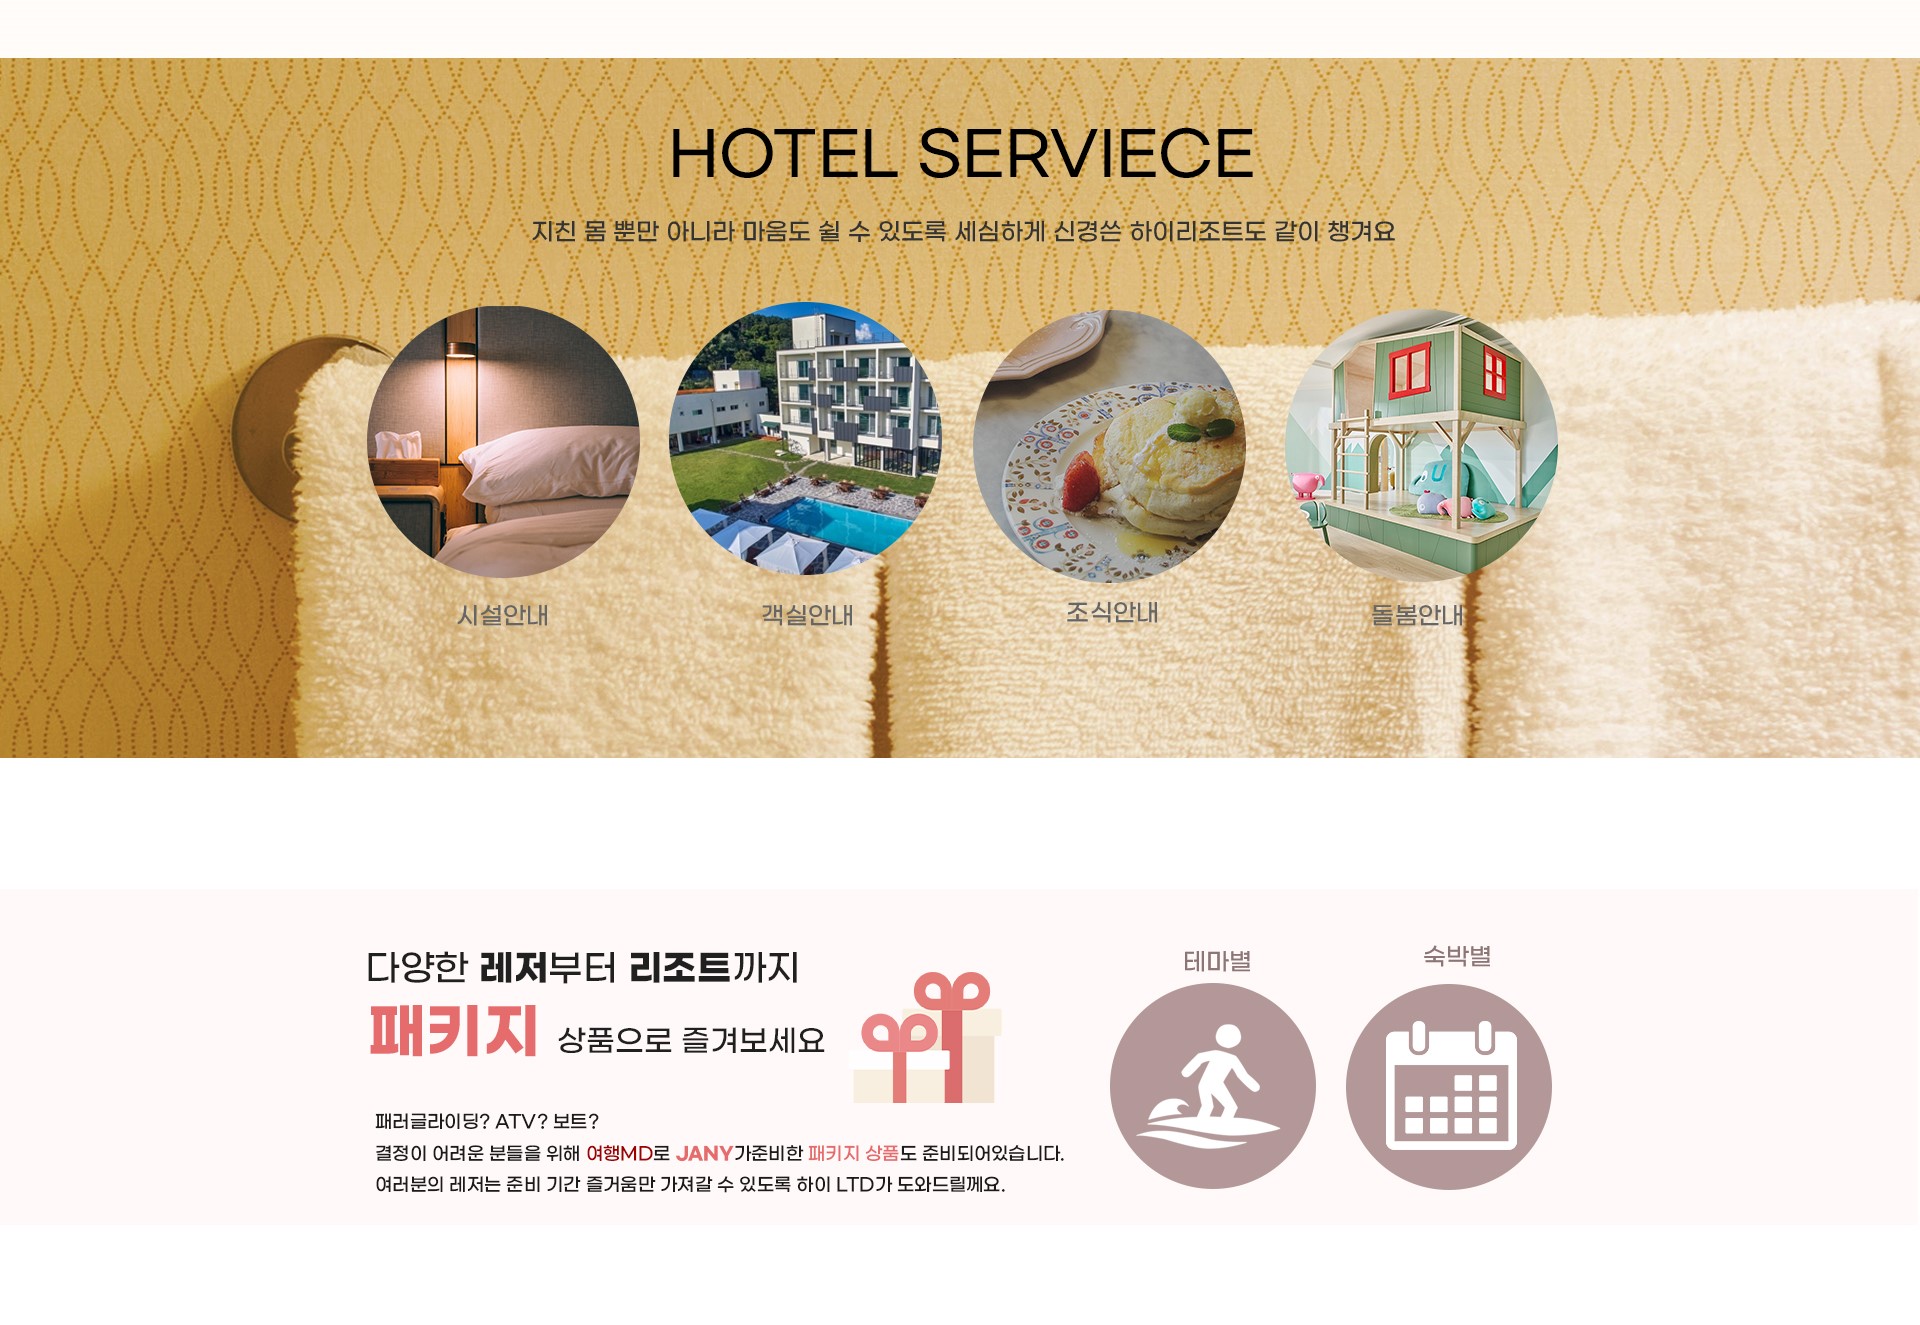 HOTEL SERVIECE
지친 몸 뿐만 아니라 마음도 쉴 수 있도록 세심하게 신경쓴 하이리조트도 같이 챙겨요
시설안내
객실안내
조식안내
돌봄안내
다양한 레저부터 리조트까지
패키지 상품으로 즐겨보세요
패러글라이딩? ATV? 보트?
결정이 어려운 분들을 위해 여행MD로 JANY가준비한 패키지 상품도 준비되어있습니다.
여러분의 레저는 준비 기간 즐거움만 가져갈 수 있도록 하이 LTD가 도와드릴께요.
테마별
숙박별